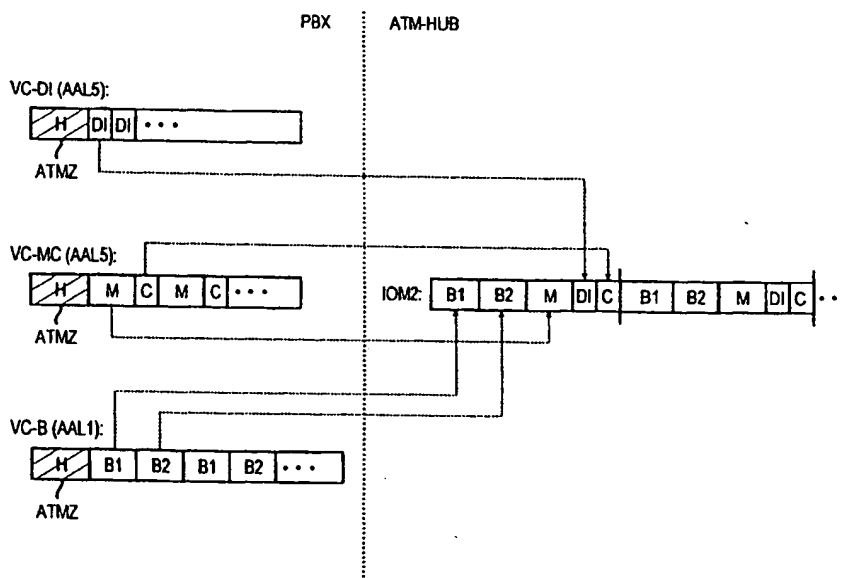 PBX ATM-HUB
VC-DI (AAL5):
H DI DI • • •
ATMZ
VC-MC (AAL5):
H M C M C • • •
ATMZ
IOM2: B1 B2 M DI C B1 B2 M DI C • •
VC-B (AAL1):
H B1 B2 B1 B2 • • •
ATMZ